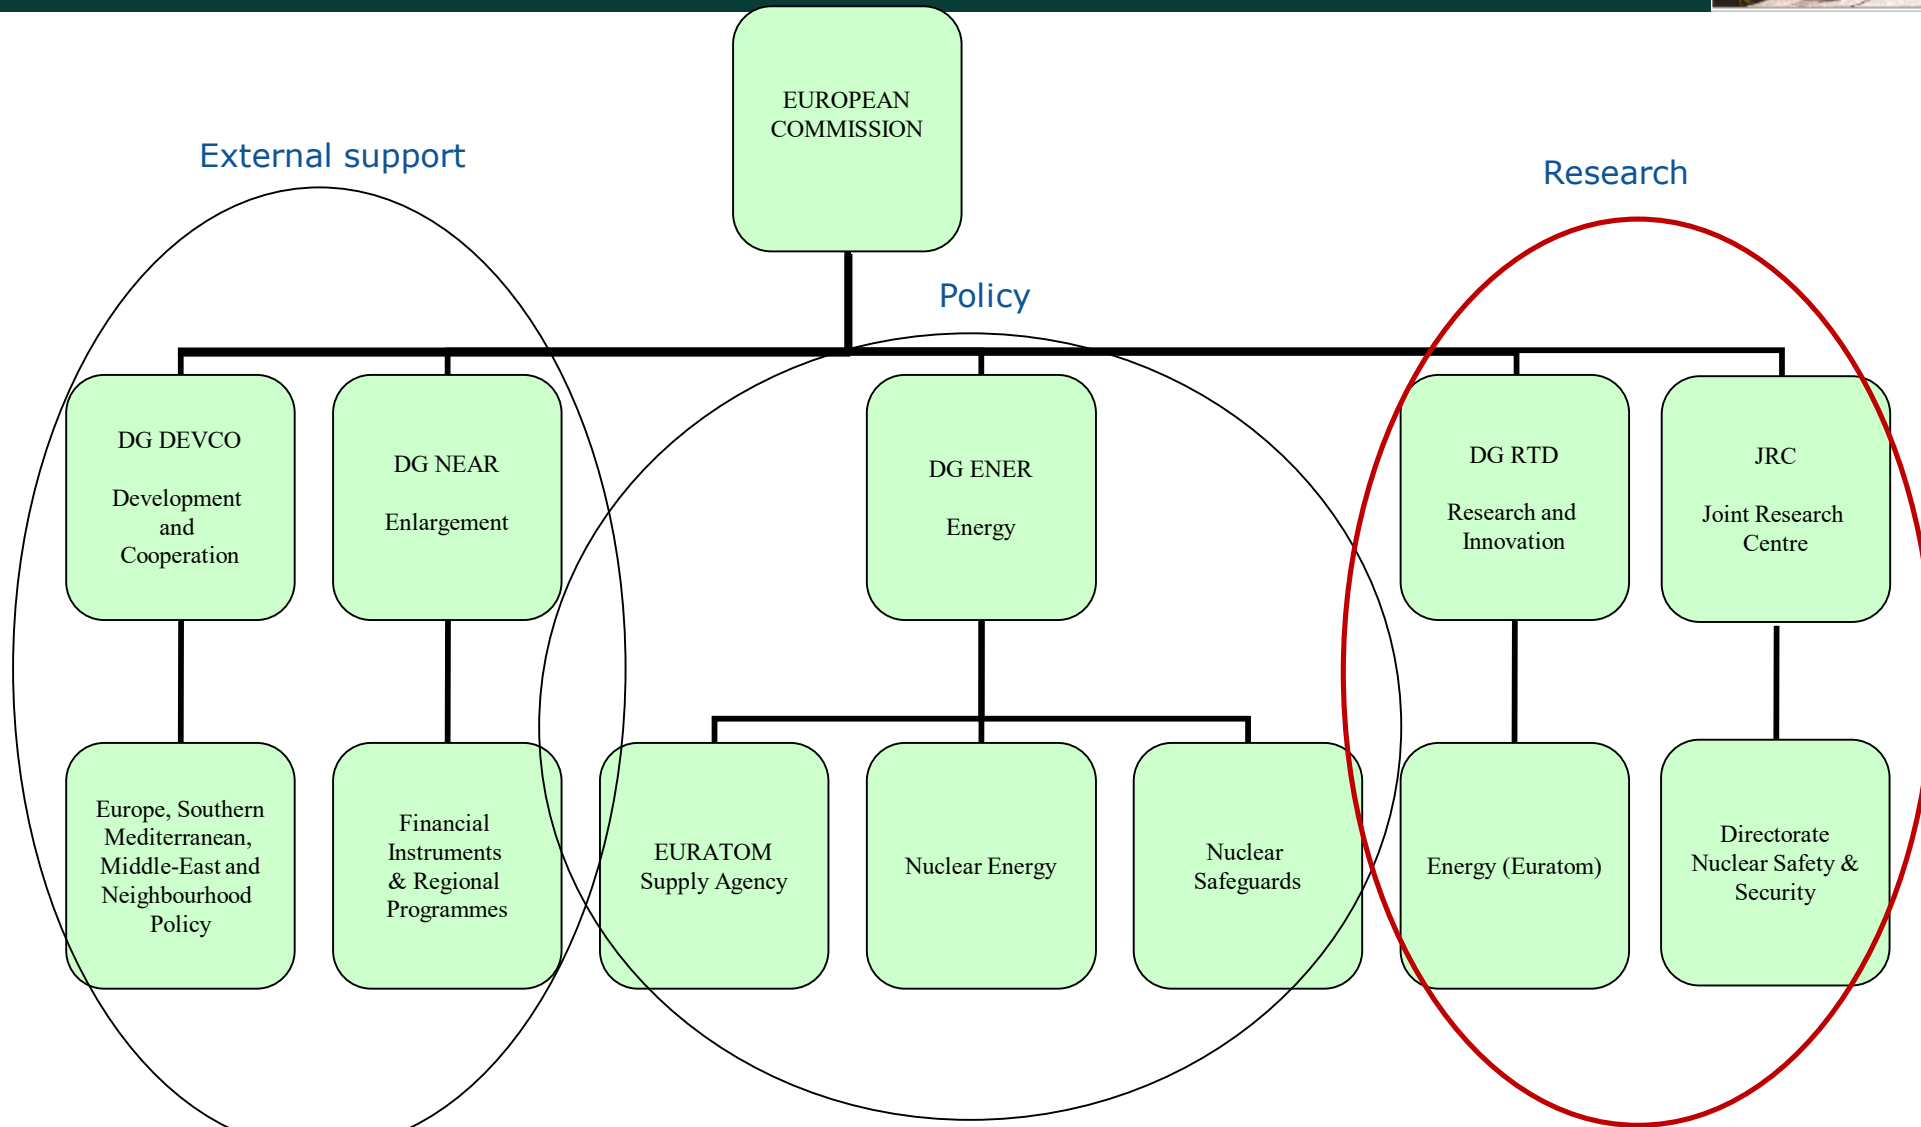 EUROPEAN
COMMISSION
External support
Research
Policy
DG DEVCO
Development
and
Cooperation
DG NEAR
Enlargement
DG ENER
Energy
DG RTD
Research and
Innovation
JRC
Joint Research
Centre
Europe, Southern
Mediterranean,
Middle-East and
Neighbourhood
Policy
Financial
Instruments
& Regional
Programmes
EURATOM
Supply Agency
Nuclear Energy
Nuclear
Safeguards
Energy (Euratom)
Directorate
Nuclear Safety &
Security